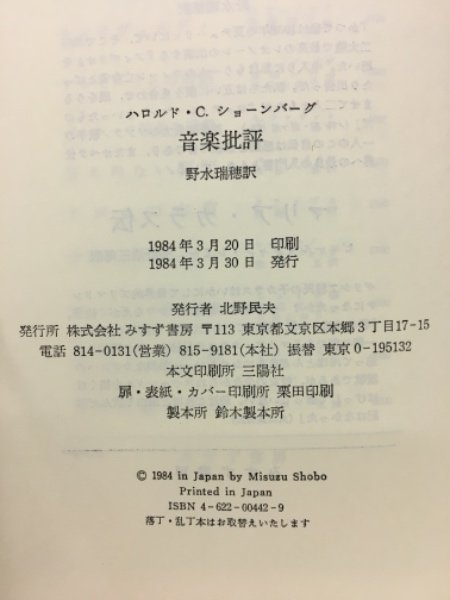 ハロルド・C. ショーンバーグ
音楽批評
野水瑞穂訳
1984年3月20日 印刷
1984年3月30日 発行
発行者 北野民夫
発行所 株式会社 みすず書房 〒113 東京都文京区本郷3丁目17-15
電話 814-0131(営業) 815-9181(本社) 振替 東京0-195132
本文印刷所 三陽社
扉・表紙・カバー印刷所 栗田印刷
製本所 鈴木製本所
© 1984 in Japan by Misuzu Shobo
Printed in Japan
ISBN 4-622-00442-9
落丁・乱丁本はお取替えいたします